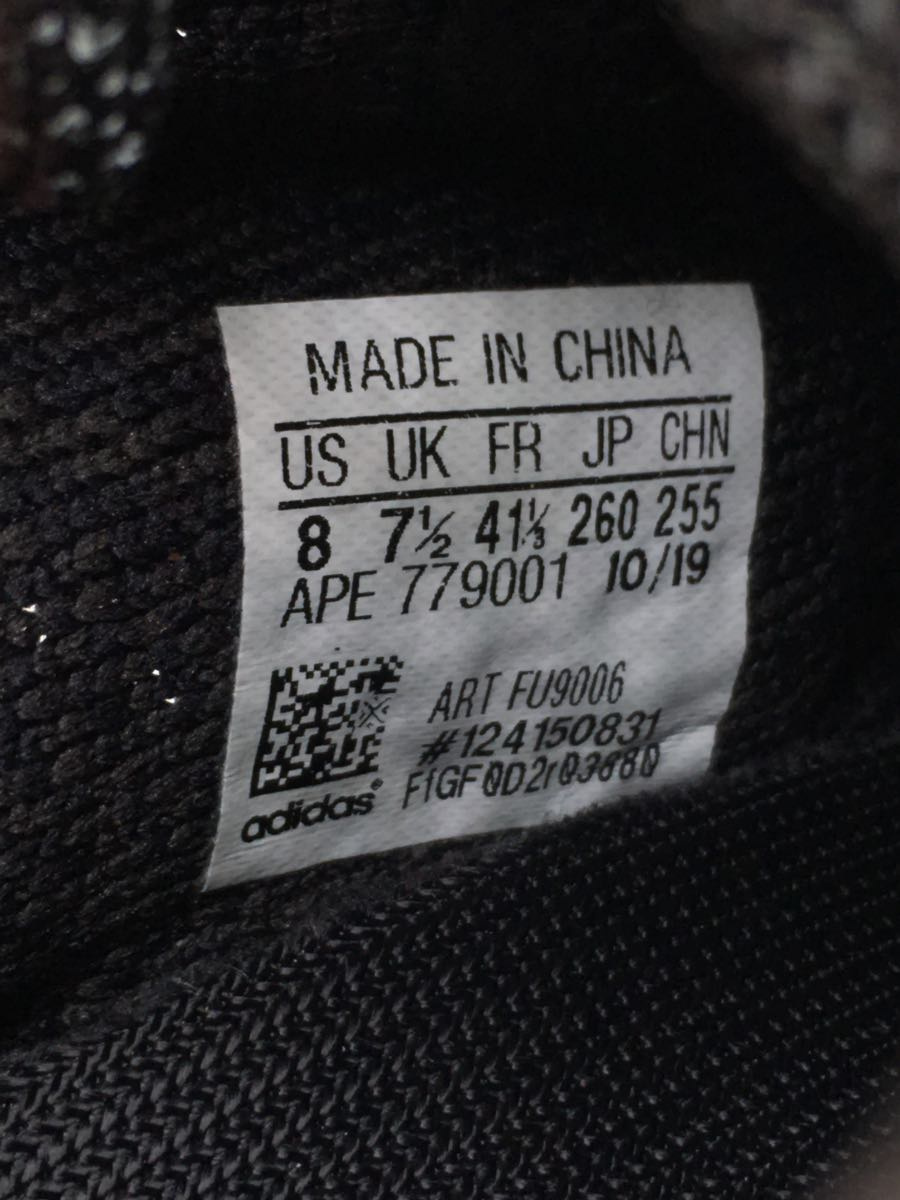 MADE IN CHINA
US UK FR JP CHN
8 7½ 41⅓ 260 255
APE 779001 10/19
ART FU9006
#124150831
adidas®